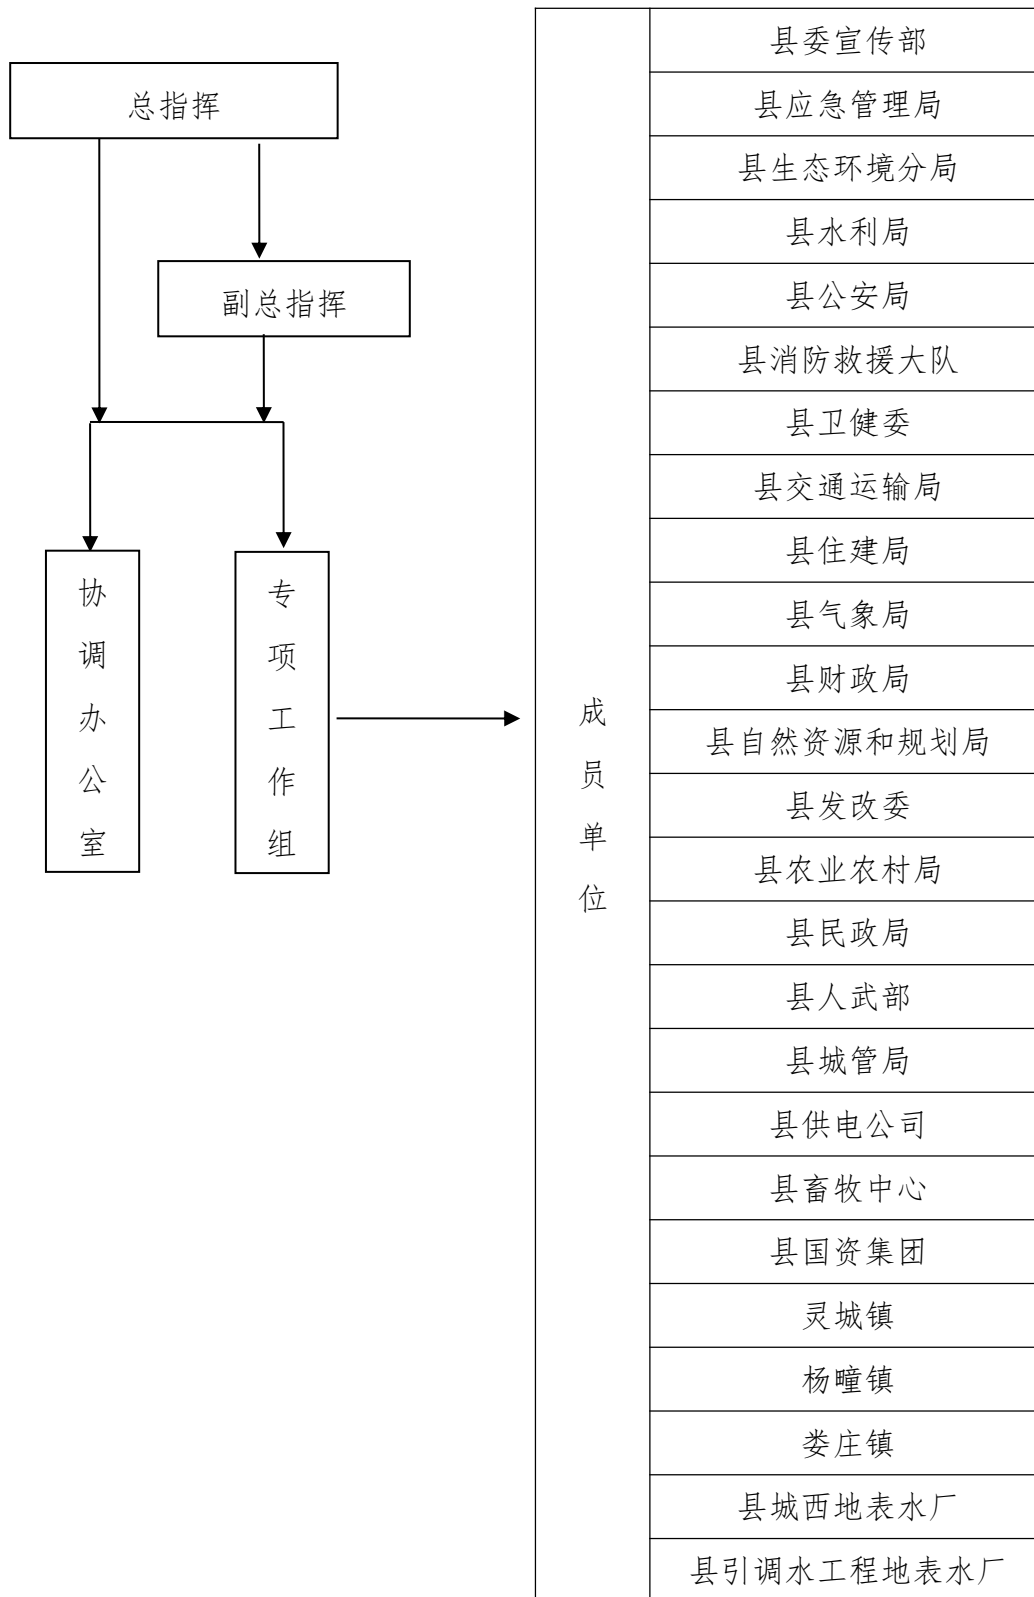 总指挥
副总指挥
协调办公室
专项工作组
成员单位
县委宣传部
县应急管理局
县生态环境分局
县水利局
县公安局
县消防救援大队
县卫健委
县交通运输局
县住建局
县气象局
县财政局
县自然资源和规划局
县发改委
县农业农村局
县民政局
县人武部
县城管局
县供电公司
县畜牧中心
县国资集团
灵城镇
杨疃镇
娄庄镇
县城西地表水厂
县引调水工程地表水厂